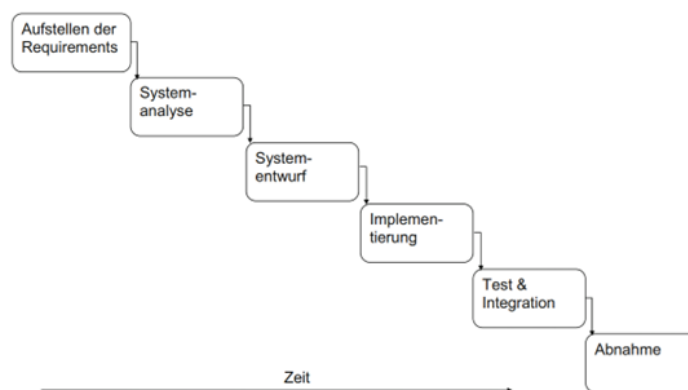 Aufstellen der
Requirements
System-
analyse
System-
entwurf
Implemen-
tierung
Test &
Integration
Abnahme
Zeit